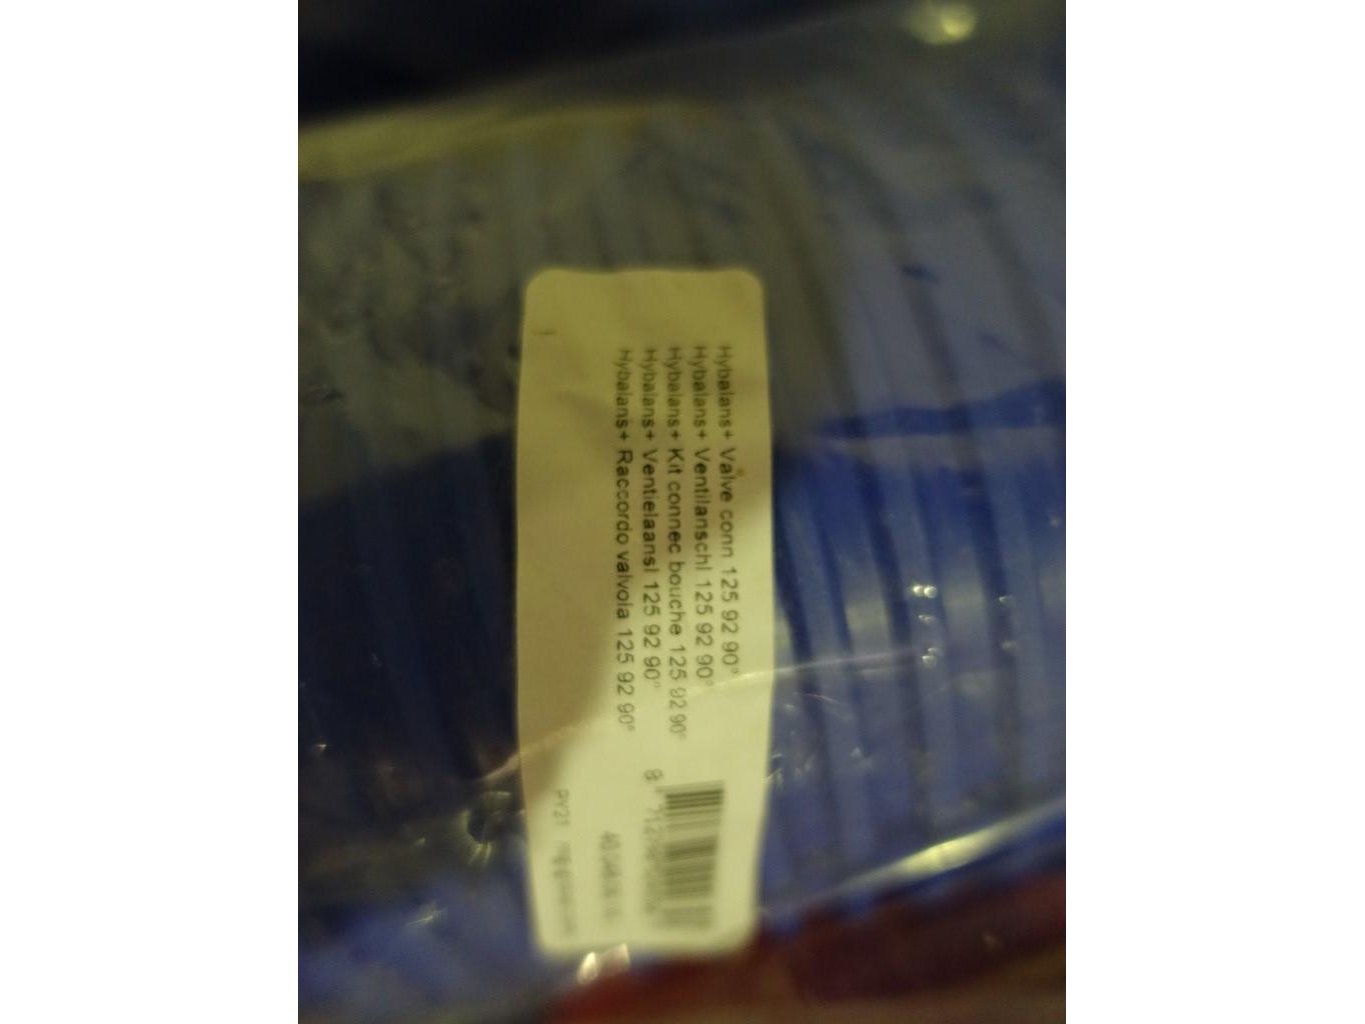 Hybalans+ Valve conn 125 92 90°
Hybalans+ Ventilanschl 125 92 90°
Hybalans+ Kit connec bouche 125 92 90°
Hybalans+ Ventielaansl 125 92 90°
Hybalans+ Raccordo valvola 125 92 90°